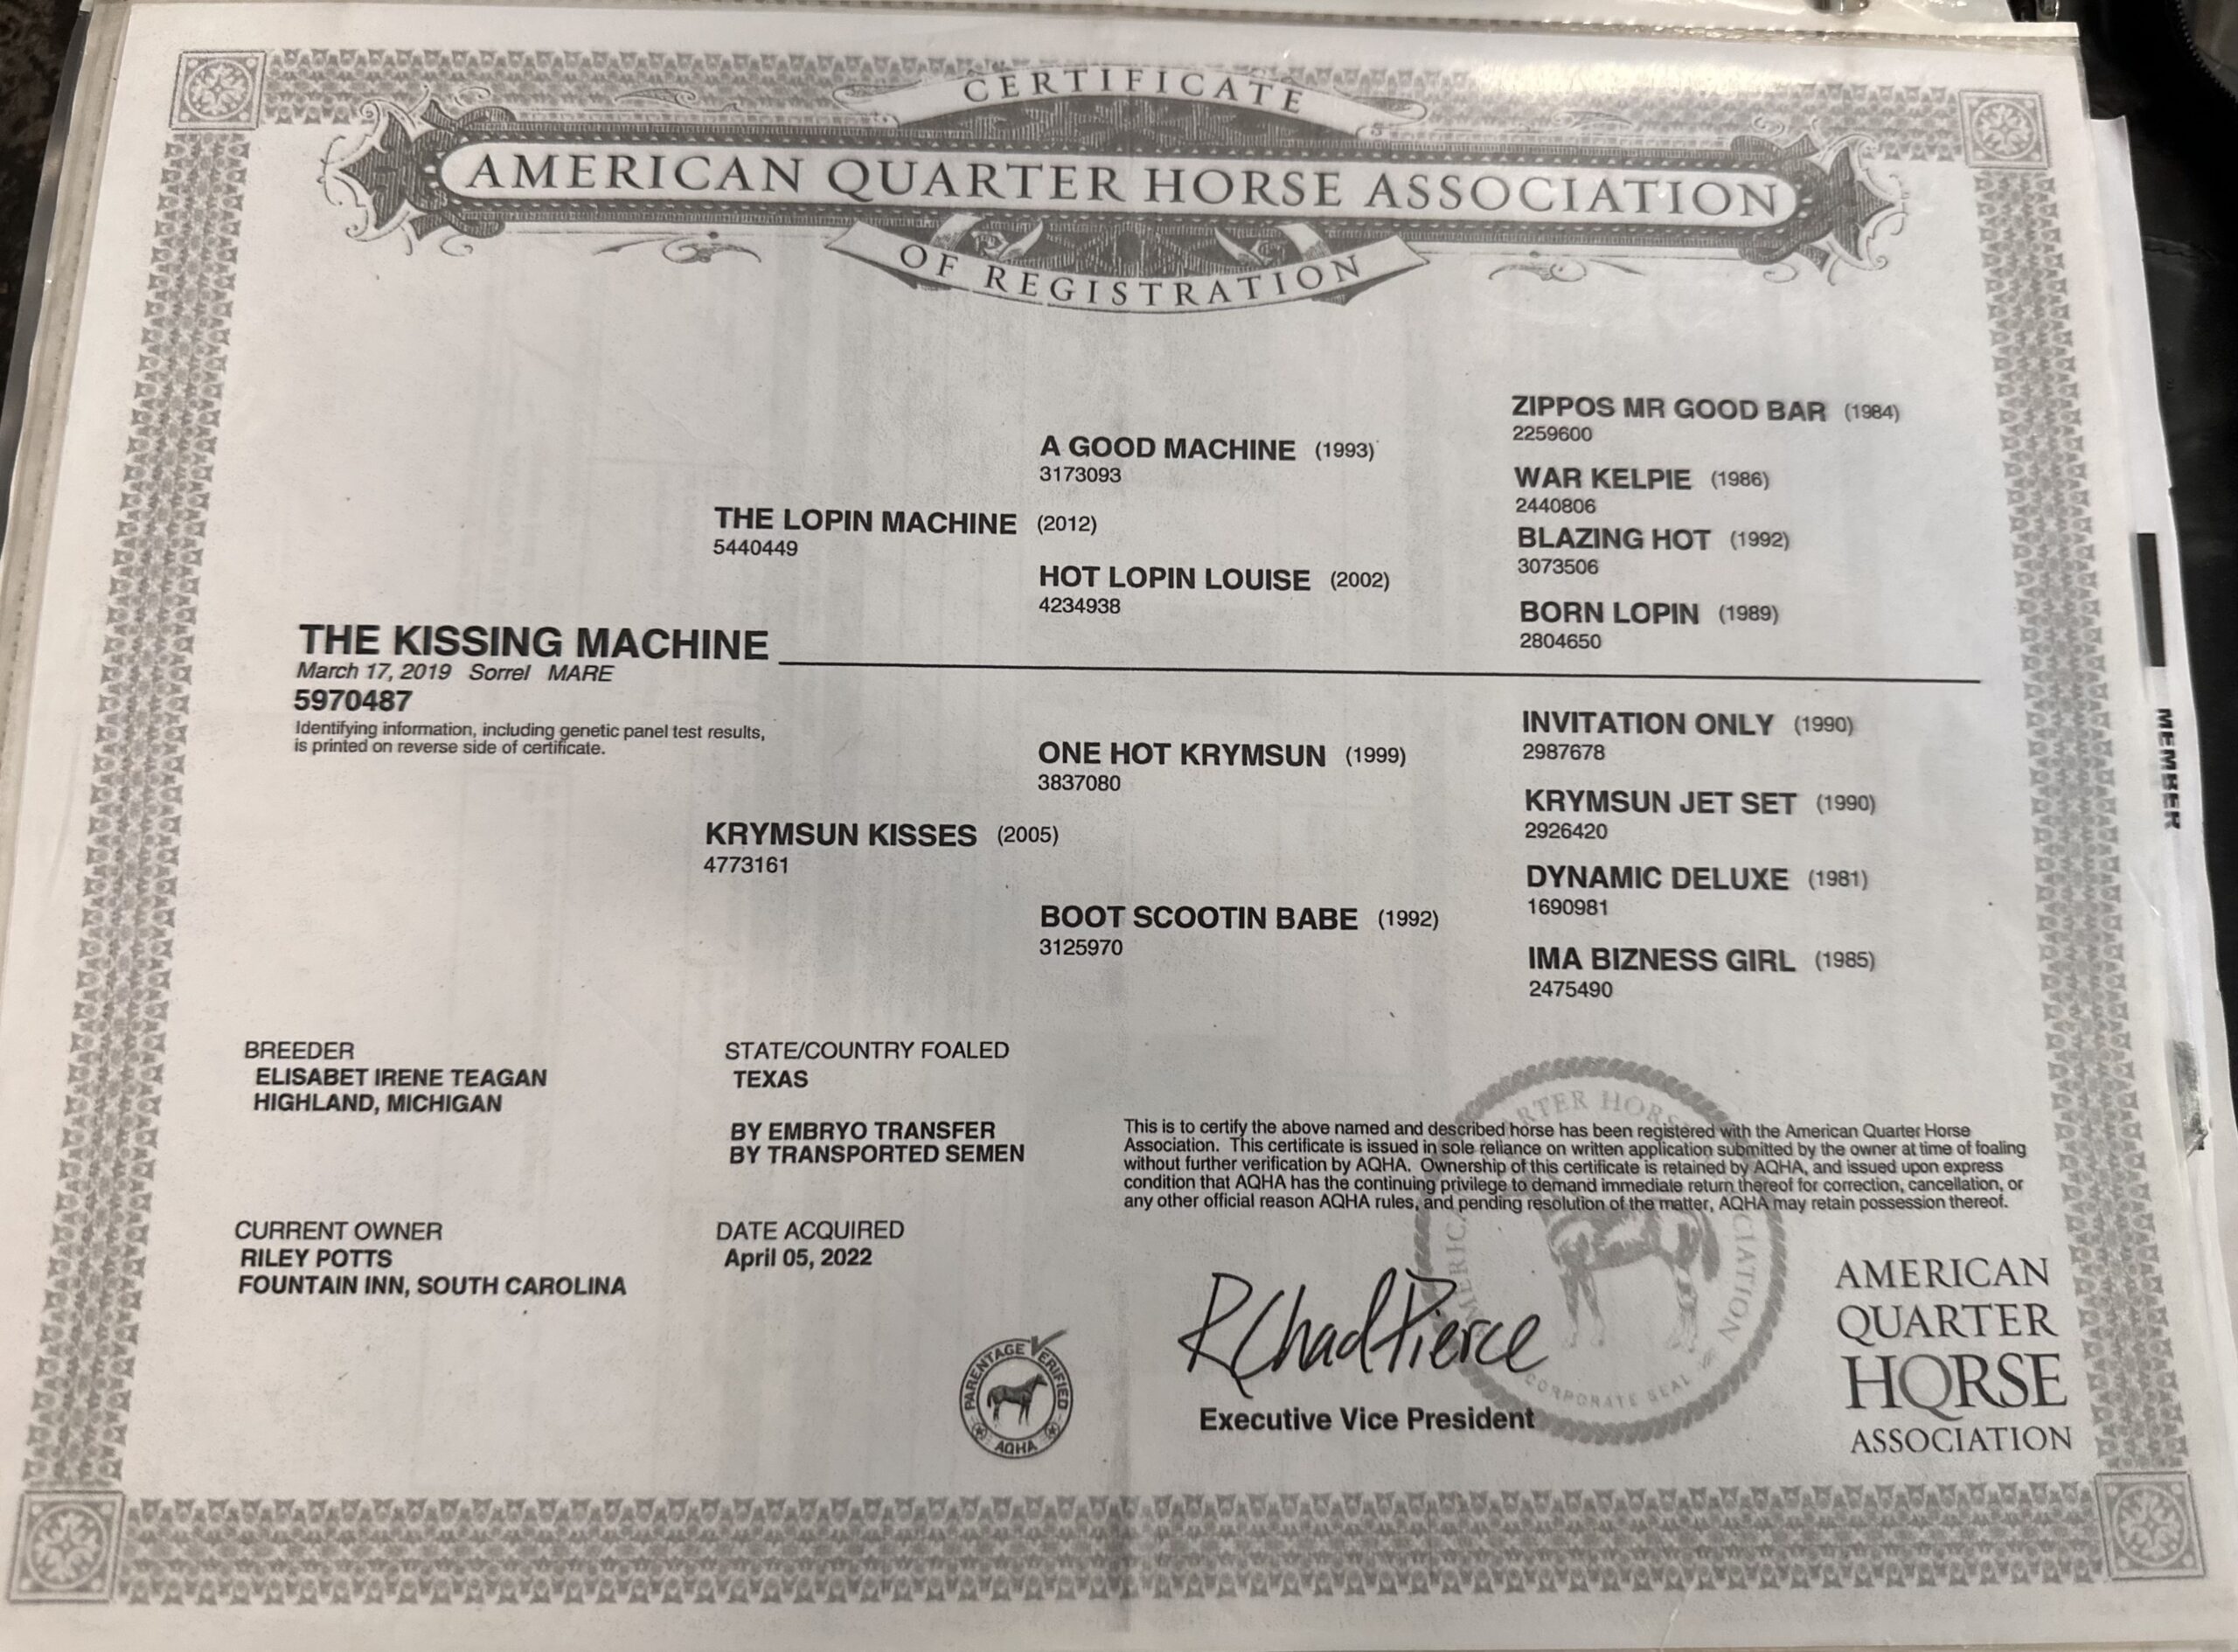 CERTIFICATE
AMERICAN QUARTER HORSE ASSOCIATION
OF REGISTRATION
ZIPPOS MR GOOD BAR (1984)
2259600
A GOOD MACHINE (1993)
3173093
WAR KELPIE (1986)
2440806
THE LOPIN MACHINE (2012)
5440449
BLAZING HOT (1992)
3073506
HOT LOPIN LOUISE (2002)
4234938
BORN LOPIN (1989)
2804650
THE KISSING MACHINE
March 17, 2019 Sorrel MARE
5970487
Identifying information, including genetic panel test results,
is printed on reverse side of certificate.
INVITATION ONLY (1990)
2987678
ONE HOT KRYMSUN (1999)
3837080
KRYMSUN JET SET (1990)
2926420
KRYMSUN KISSES (2005)
4773161
DYNAMIC DELUXE (1981)
1690981
BOOT SCOOTIN BABE (1992)
3125970
IMA BIZNESS GIRL (1985)
2475490
BREEDER
ELISABET IRENE TEAGAN
HIGHLAND, MICHIGAN
STATE/COUNTRY FOALED
TEXAS
BY EMBRYO TRANSFER
BY TRANSPORTED SEMEN
This is to certify the above named and described horse has been registered with the American Quarter Horse
Association. This certificate is issued in sole reliance on written application submitted by the owner at time of foaling
without further verification by AQHA. Ownership of this certificate is retained by AQHA, and issued upon express
condition that AQHA has the continuing privilege to demand immediate return thereof for correction, cancellation, or
any other official reason AQHA rules, and pending resolution of the matter, AQHA may retain possession thereof.
CURRENT OWNER
RILEY POTTS
FOUNTAIN INN, SOUTH CAROLINA
DATE ACQUIRED
April 05, 2022
PARENTAGE VERIFIED
AQHA
R Chad Pierce
Executive Vice President
CORPORATE SEAL
AMERICAN
QUARTER
HORSE
ASSOCIATION
MEMBER